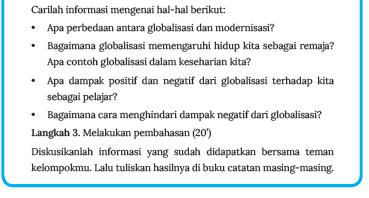 Carilah informasi mengenai hal-hal berikut:
• Apa perbedaan antara globalisasi dan modernisasi?
• Bagaimana globalisasi memengaruhi hidup kita sebagai remaja?
Apa contoh globalisasi dalam keseharian kita?
• Apa dampak positif dan negatif dari globalisasi terhadap kita
sebagai pelajar?
• Bagaimana cara menghindari dampak negatif dari globalisasi?
Langkah 3. Melakukan pembahasan (20')
Diskusikanlah informasi yang sudah didapatkan bersama teman
kelompokmu. Lalu tuliskan hasilnya di buku catatan masing-masing.